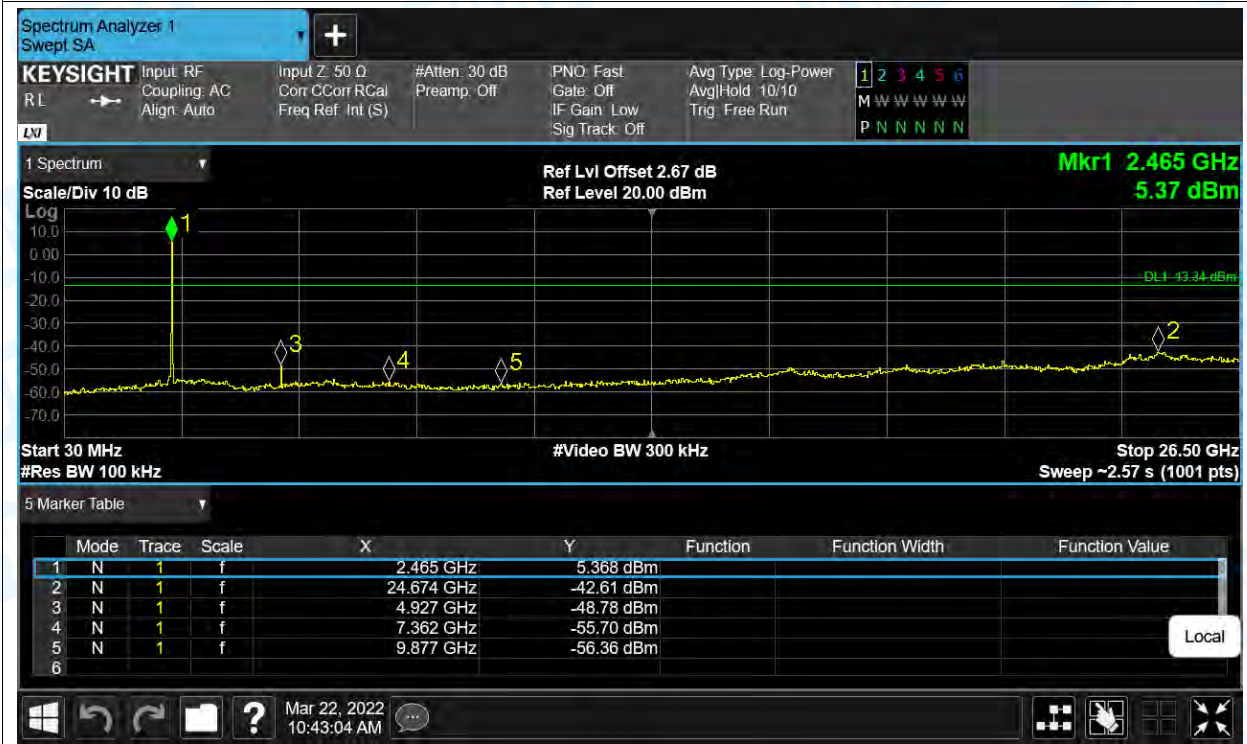 Spectrum Analyzer 1
Swept SA
KEYSIGHT
RL
LXI
Input: RF
Coupling: AC
Align: Auto
Input Z: 50 Ω
Corr CCorr RCal
Freq Ref: Int (S)
#Atten: 30 dB
Preamp: Off
PNO: Fast
Gate: Off
IF Gain: Low
Sig Track: Off
Avg Type: Log-Power
Avg|Hold: 10/10
Trig: Free Run
1 2 3 4 5 6
M W W W W W W
P N N N N N N
1 Spectrum
Scale/Div 10 dB
Ref Lvl Offset 2.67 dB
Ref Level 20.00 dBm
Mkr1 2.465 GHz
5.37 dBm
Log
10.0
0.00
-10.0
-20.0
-30.0
-40.0
-50.0
-60.0
-70.0
1
3
4
5
2
DL1 -13.34 dBm
Start 30 MHz
#Res BW 100 kHz
#Video BW 300 kHz
Stop 26.50 GHz
Sweep ~2.57 s (1001 pts)
5 Marker Table
Mode Trace Scale X Y Function Function Width Function Value
1 N 1 f 2.465 GHz 5.368 dBm
2 N 1 f 24.674 GHz -42.61 dBm
3 N 1 f 4.927 GHz -48.78 dBm
4 N 1 f 7.362 GHz -55.70 dBm
5 N 1 f 9.877 GHz -56.36 dBm
6
Local
?
Mar 22, 2022
10:43:04 AM